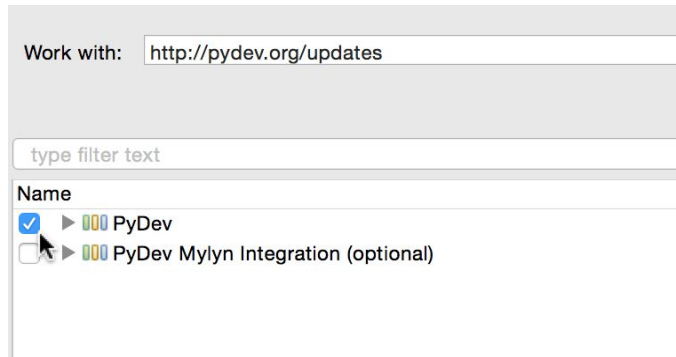 Work with: http://pydev.org/updates
type filter text
Name
PyDev
PyDev Mylyn Integration (optional)